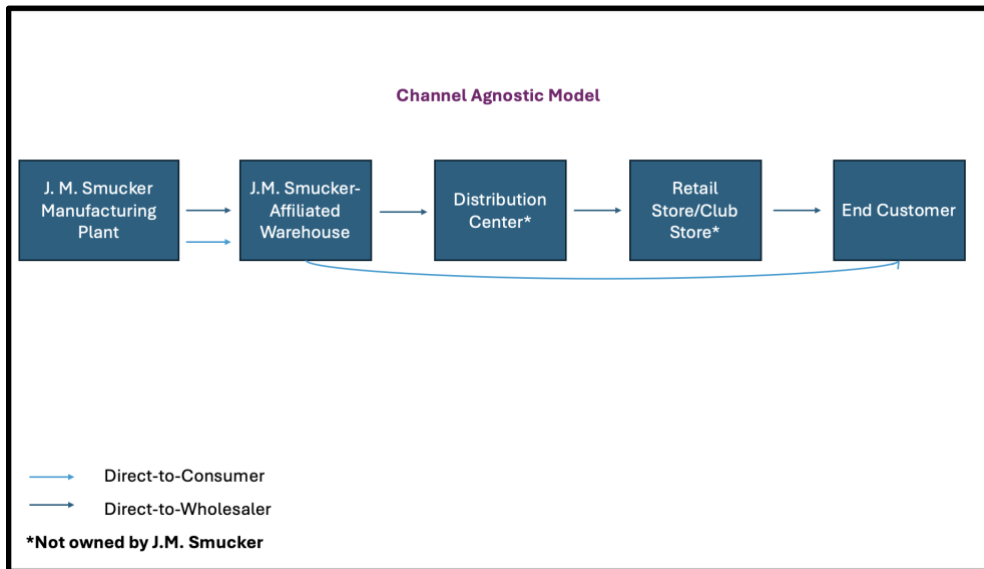 Channel Agnostic Model
J. M. Smucker
Manufacturing
Plant
J.M. Smucker-
Affiliated
Warehouse
Distribution
Center*
Retail
Store/Club
Store*
End Customer
Direct-to-Consumer
Direct-to-Wholesaler
*Not owned by J.M. Smucker